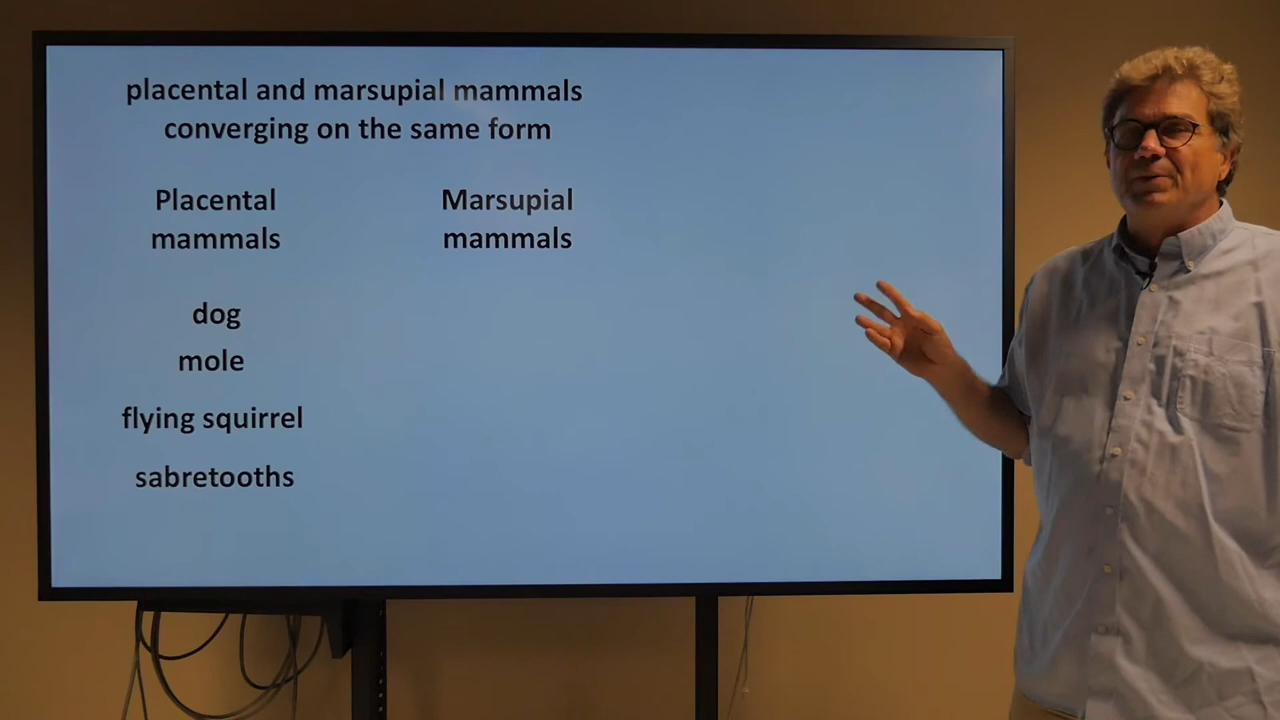 placental and marsupial mammals
converging on the same form
Placental
mammals
Marsupial
mammals
dog
mole
flying squirrel
sabretooths